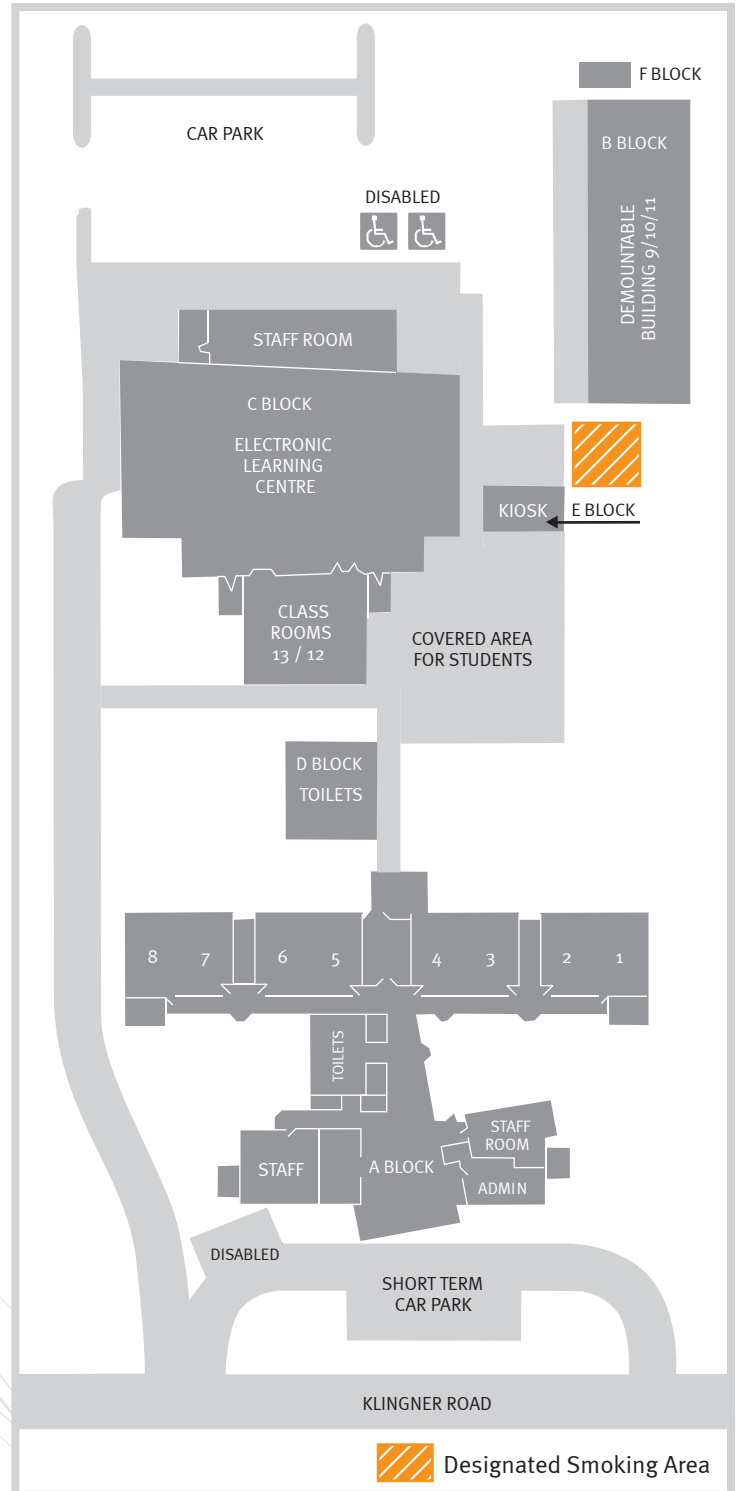 F BLOCK
CAR PARK
B BLOCK
DEMOUNTABLE
BUILDING 9/10/11
DISABLED
STAFF ROOM
C BLOCK
ELECTRONIC
LEARNING
CENTRE
KIOSK
E BLOCK
CLASS
ROOMS
13 / 12
COVERED AREA
FOR STUDENTS
D BLOCK
TOILETS
8 7 6 5 4 3 2 1
TOILETS
STAFF
ROOM
STAFF
A BLOCK
ADMIN
DISABLED
SHORT TERM
CAR PARK
KLINGNER ROAD
Designated Smoking Area